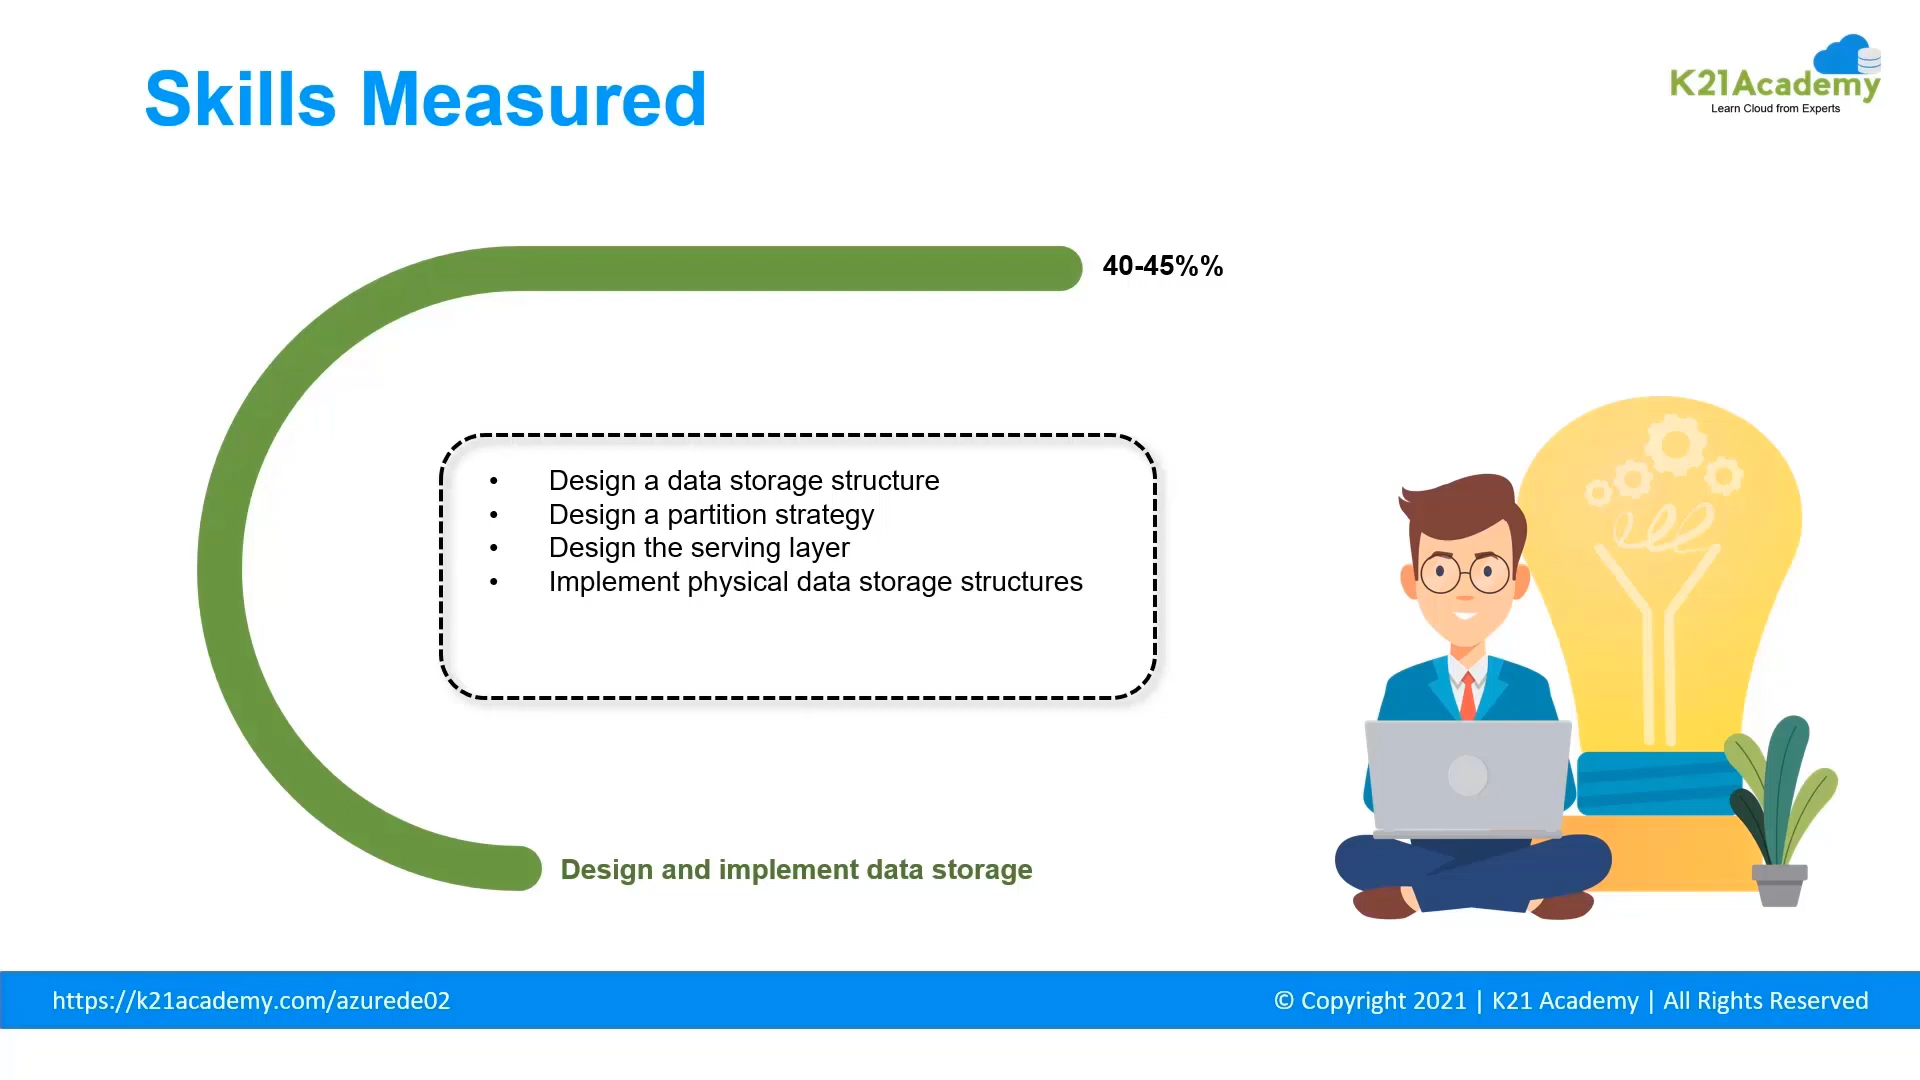 Skills Measured
K21Academy
Learn Cloud from Experts
40-45%%
• Design a data storage structure
• Design a partition strategy
• Design the serving layer
• Implement physical data storage structures
Design and implement data storage
https://k21academy.com/azurede02
© Copyright 2021 | K21 Academy | All Rights Reserved